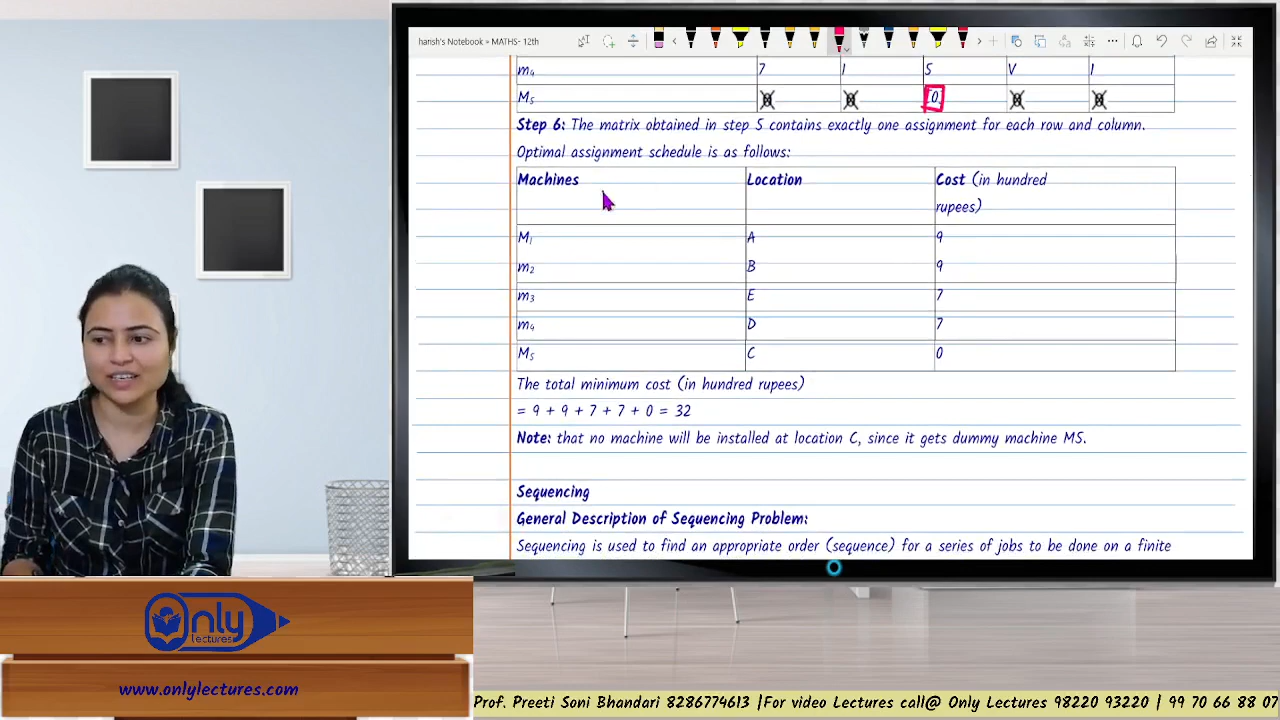 harish's Notebook » MATHS- 12th
m4 7 1 5 V 1
M5 0 0 0 0 0
Step 6: The matrix obtained in step 5 contains exactly one assignment for each row and column.
Optimal assignment schedule is as follows:
Machines Location Cost (in hundred
rupees)
M1 A 9
m2 B 9
m3 E 7
m4 D 7
M5 C 0
The total minimum cost (in hundred rupees)
= 9 + 9 + 7 + 7 + 0 = 32
Note: that no machine will be installed at location C, since it gets dummy machine M5.
Sequencing
General Description of Sequencing Problem:
Sequencing is used to find an appropriate order (sequence) for a series of jobs to be done on a finite
Only
lectures
www.onlylectures.com
Prof. Preeti Soni Bhandari 8286774613 |For video Lectures call@ Only Lectures 98220 93220 | 99 70 66 88 07